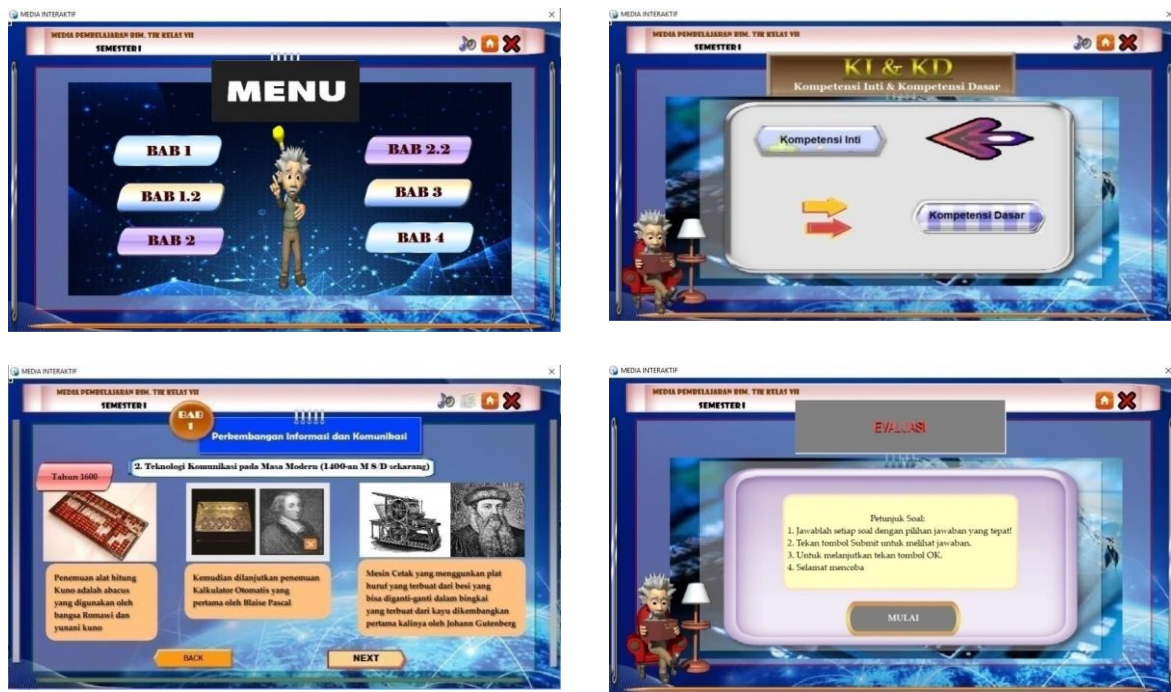 MEDIA INTERAKTIF
MEDIA PEMBELAJARAN BIM. TIK KELAS VII
SEMESTER I
MENU
BAB 1
BAB 1.2
BAB 2
BAB 2.2
BAB 3
BAB 4
MEDIA INTERAKTIF
MEDIA PEMBELAJARAN BIM. TIK KELAS VII
SEMESTER I
KI & KD
Kompetensi Inti & Kompetensi Dasar
Kompetensi Inti
Kompetensi Dasar
MEDIA INTERAKTIF
MEDIA PEMBELAJARAN BIM. TIK KELAS VII
SEMESTER I
BAB
1
Perkembangan Informasi dan Komunikasi
2. Teknologi Komunikasi pada Masa Modern (1400-an M S/D sekarang)
Tahun 1600
Penemuan alat hitung
Kuno adalah abacus
yang digunakan oleh
bangsa Romawi dan
yunani kuno
Kemudian dilanjutkan penemuan
Kalkulator Otomatis yang
pertama oleh Blaise Pascal
Mesin Cetak yang menggunkan plat
huruf yang terbuat dari besi yang
bisa diganti-ganti dalam bingkai
yang terbuat dari kayu dikembangkan
pertama kalinya oleh Johann Gutenberg
BACK
NEXT
MEDIA INTERAKTIF
MEDIA PEMBELAJARAN BIM. TIK KELAS VII
SEMESTER I
EVALUASI
Petunjuk Soal:
1. Jawablah setiap soal dengan pilihan jawaban yang tepat!
2. Tekan tombol Submit untuk melihat jawaban.
3. Untuk melanjutkan tekan tombol OK.
4. Selamat mencoba
MULAI